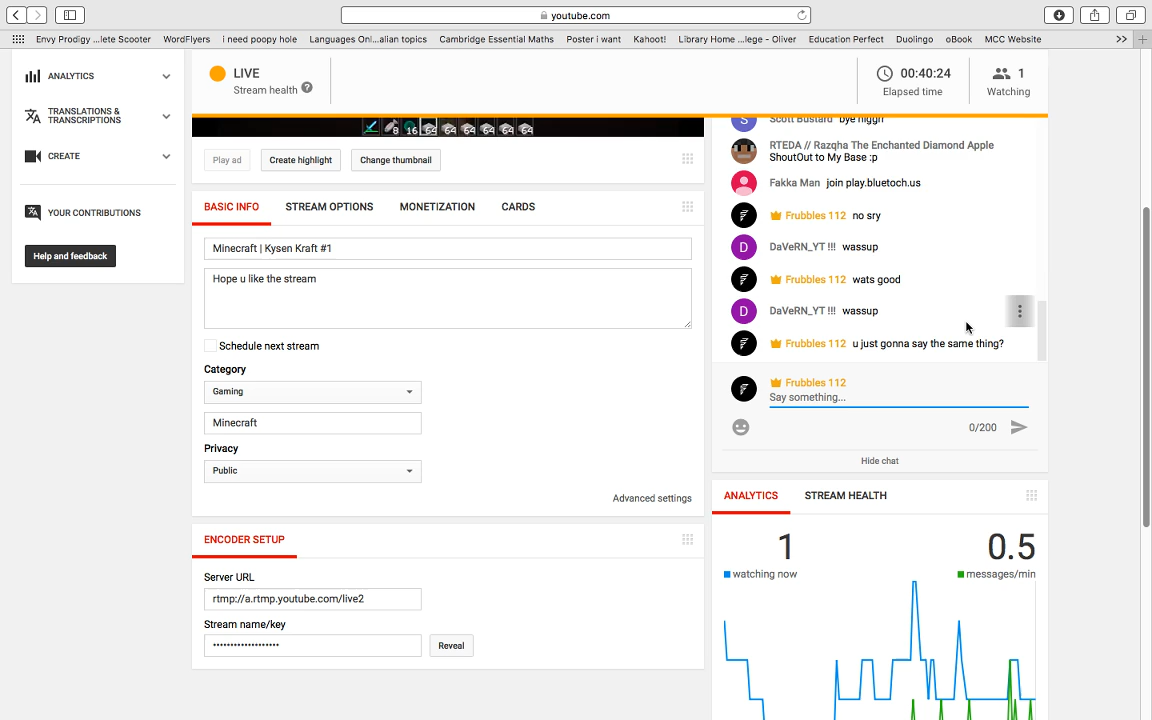 youtube.com
Envy Prodigy ...lete Scooter WordFlyers i need poopy hole Languages Onl...alian topics Cambridge Essential Maths Poster i want Kahoot! Library Home ...lege - Oliver Education Perfect Duolingo oBook MCC Website >>
ANALYTICS
TRANSLATIONS &
TRANSCRIPTIONS
CREATE
YOUR CONTRIBUTIONS
Help and feedback
LIVE
Stream health ?
00:40:24
Elapsed time
1
Watching
8 16 64 64 64 64 64 64
Play ad Create highlight Change thumbnail
BASIC INFO STREAM OPTIONS MONETIZATION CARDS
Minecraft | Kysen Kraft #1
Hope u like the stream
Schedule next stream
Category
Gaming
Minecraft
Privacy
Public
Advanced settings
ENCODER SETUP
Server URL
rtmp://a.rtmp.youtube.com/live2
Stream name/key
••••••••••••••••••• Reveal
S Scott Bustard bye niggr
RTEDA // Razqha The Enchanted Diamond Apple
ShoutOut to My Base :p
Fakka Man join play.bluetoch.us
Frubbles 112 no sry
D DaVeRN_YT !!! wassup
Frubbles 112 wats good
D DaVeRN_YT !!! wassup
Frubbles 112 u just gonna say the same thing?
Frubbles 112
Say something...
0/200
Hide chat
ANALYTICS STREAM HEALTH
1 0.5
watching now messages/min